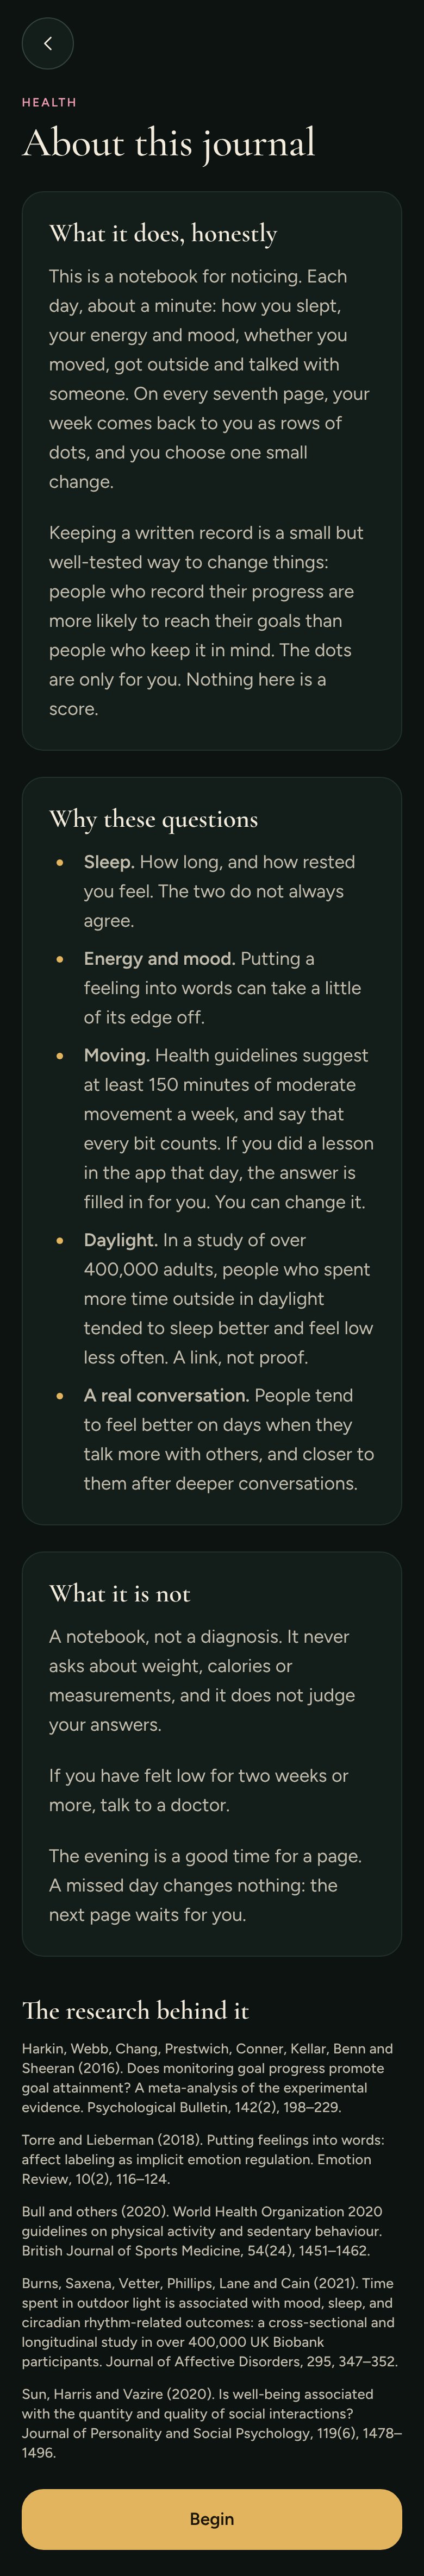 HEALTH
About this journal
What it does, honestly
This is a notebook for noticing. Each
day, about a minute: how you slept,
your energy and mood, whether you
moved, got outside and talked with
someone. On every seventh page, your
week comes back to you as rows of
dots, and you choose one small
change.
Keeping a written record is a small but
well-tested way to change things:
people who record their progress are
more likely to reach their goals than
people who keep it in mind. The dots
are only for you. Nothing here is a
score.
Why these questions
Sleep. How long, and how rested
you feel. The two do not always
agree.
Energy and mood. Putting a
feeling into words can take a little
of its edge off.
Moving. Health guidelines suggest
at least 150 minutes of moderate
movement a week, and say that
every bit counts. If you did a lesson
in the app that day, the answer is
filled in for you. You can change it.
Daylight. In a study of over
400,000 adults, people who spent
more time outside in daylight
tended to sleep better and feel low
less often. A link, not proof.
A real conversation. People tend
to feel better on days when they
talk more with others, and closer to
them after deeper conversations.
What it is not
A notebook, not a diagnosis. It never
asks about weight, calories or
measurements, and it does not judge
your answers.
If you have felt low for two weeks or
more, talk to a doctor.
The evening is a good time for a page.
A missed day changes nothing: the
next page waits for you.
The research behind it
Harkin, Webb, Chang, Prestwich, Conner, Kellar, Benn and
Sheeran (2016). Does monitoring goal progress promote
goal attainment? A meta-analysis of the experimental
evidence. Psychological Bulletin, 142(2), 198–229.
Torre and Lieberman (2018). Putting feelings into words:
affect labeling as implicit emotion regulation. Emotion
Review, 10(2), 116–124.
Bull and others (2020). World Health Organization 2020
guidelines on physical activity and sedentary behaviour.
British Journal of Sports Medicine, 54(24), 1451–1462.
Burns, Saxena, Vetter, Phillips, Lane and Cain (2021). Time
spent in outdoor light is associated with mood, sleep, and
circadian rhythm-related outcomes: a cross-sectional and
longitudinal study in over 400,000 UK Biobank
participants. Journal of Affective Disorders, 295, 347–352.
Sun, Harris and Vazire (2020). Is well-being associated
with the quantity and quality of social interactions?
Journal of Personality and Social Psychology, 119(6), 1478–
1496.
Begin